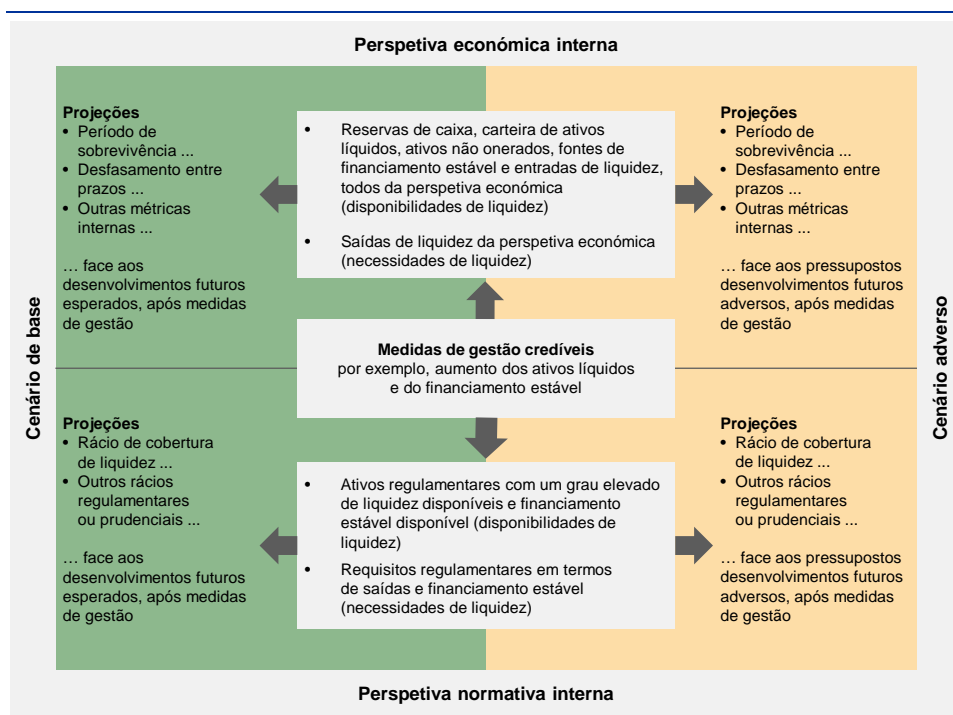 Perspetiva económica interna
Cenário de base
Projeções
• Período de
sobrevivência ...
• Desfasamento entre
prazos ...
• Outras métricas
internas ...
… face aos
desenvolvimentos futuros
esperados, após medidas
de gestão
• Reservas de caixa, carteira de ativos
líquidos, ativos não onerados, fontes de
financiamento estável e entradas de liquidez,
todos da perspetiva económica
(disponibilidades de liquidez)
• Saídas de liquidez da perspetiva económica
(necessidades de liquidez)
Projeções
• Período de
sobrevivência ...
• Desfasamento entre
prazos ...
• Outras métricas
internas ...
… face aos pressupostos
desenvolvimentos futuros
adversos, após medidas
de gestão
Medidas de gestão credíveis
por exemplo, aumento dos ativos líquidos
e do financiamento estável
Projeções
• Rácio de cobertura
de liquidez ...
• Outros rácios
regulamentares
ou prudenciais ...
… face aos
desenvolvimentos futuros
esperados, após medidas
de gestão
• Ativos regulamentares com um grau elevado
de liquidez disponíveis e financiamento
estável disponível (disponibilidades de
liquidez)
• Requisitos regulamentares em termos
de saídas e financiamento estável
(necessidades de liquidez)
Projeções
• Rácio de cobertura
de liquidez ...
• Outros rácios
regulamentares
ou prudenciais ...
… face aos pressupostos
desenvolvimentos futuros
adversos, após medidas
de gestão
Cenário adverso
Perspetiva normativa interna